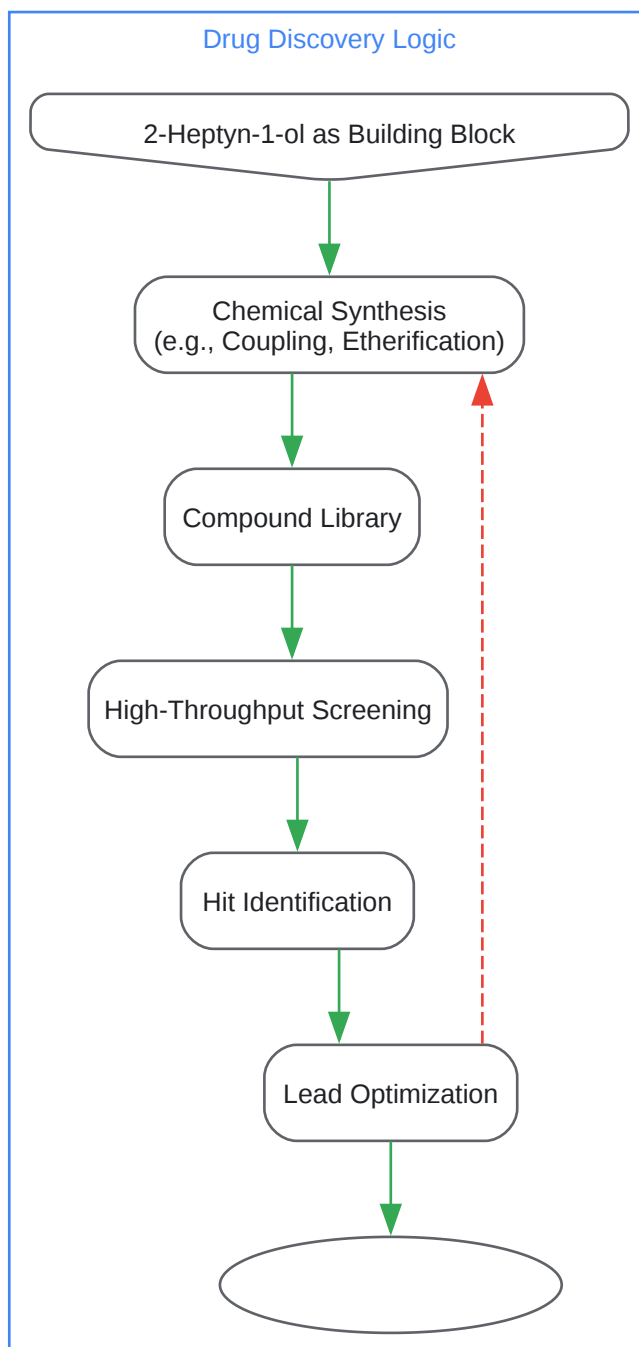 Drug Discovery Logic
2-Heptyn-1-ol as Building Block
Chemical Synthesis
(e.g., Coupling, Etherification)
Compound Library
High-Throughput Screening
Hit Identification
Lead Optimization